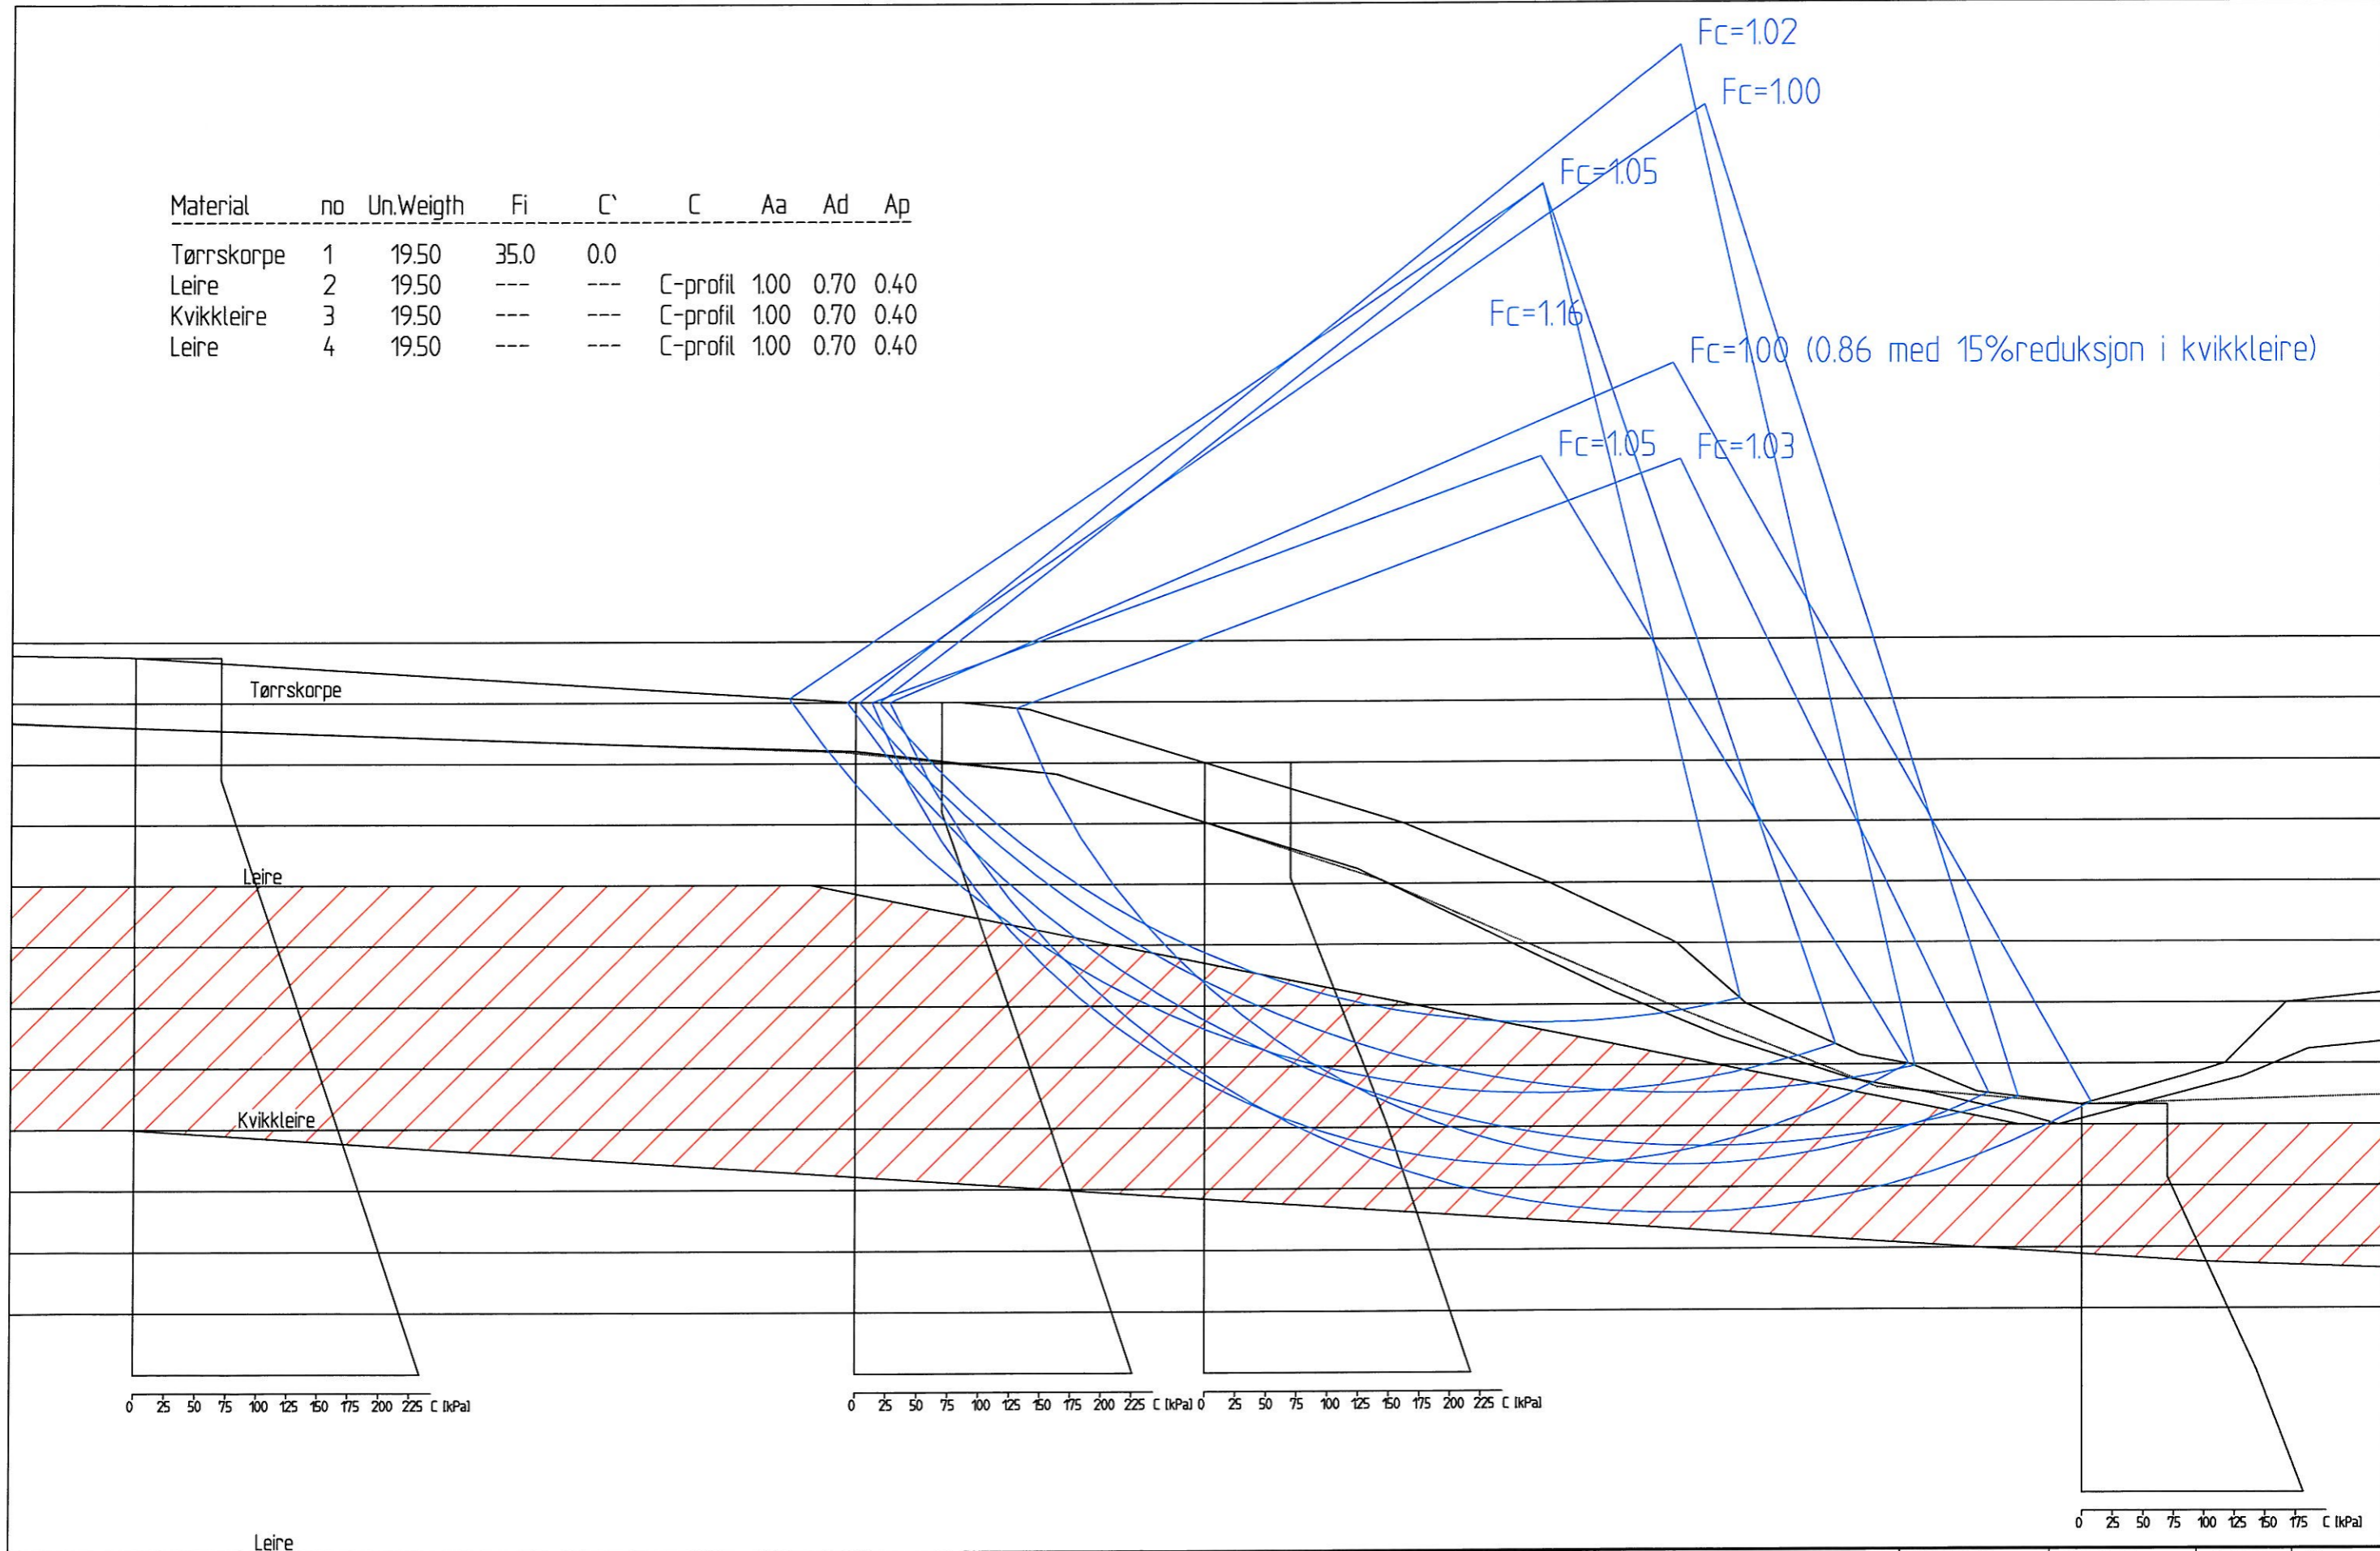 Fc=1.02
Fc=1.00
Fc=1.05
Material no Un.Weigth Fi C` C Aa Ad Ap
Tørrskorpe 1 19.50 35.0 0.0
Leire 2 19.50 --- --- C-profil 1.00 0.70 0.40
Kvikkleire 3 19.50 --- --- C-profil 1.00 0.70 0.40
Leire 4 19.50 --- --- C-profil 1.00 0.70 0.40
Fc=1.16
Fc=1.00 (0.86 med 15%reduksjon i kvikkleire)
Fc=1.05
Fc=1.03
Tørrskorpe
Leire
Kvikkleire
0 25 50 75 100 125 150 175 200 225 C [kPa]
0 25 50 75 100 125 150 175 200 225 C [kPa]
0 25 50 75 100 125 150 175 200 225 C [kPa]
0 25 50 75 100 125 150 175 C [kPa]
Leire